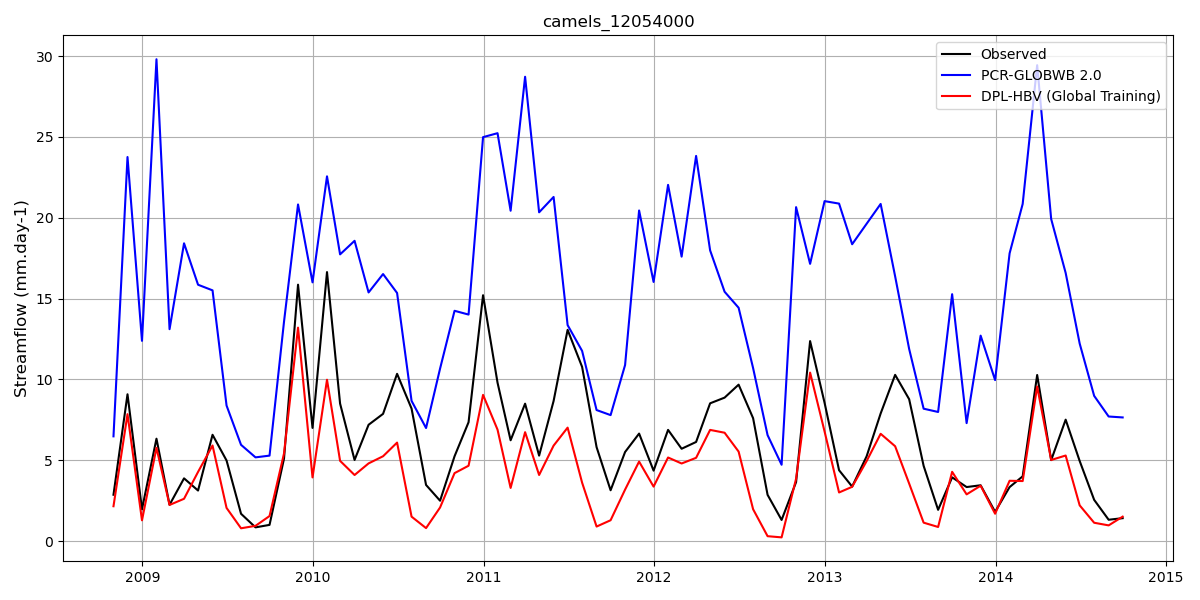 camels_12054000
Streamflow (mm.day-1)
30
25
20
15
10
5
0
Observed
PCR-GLOBWB 2.0
DPL-HBV (Global Training)
2009
2010
2011
2012
2013
2014
2015